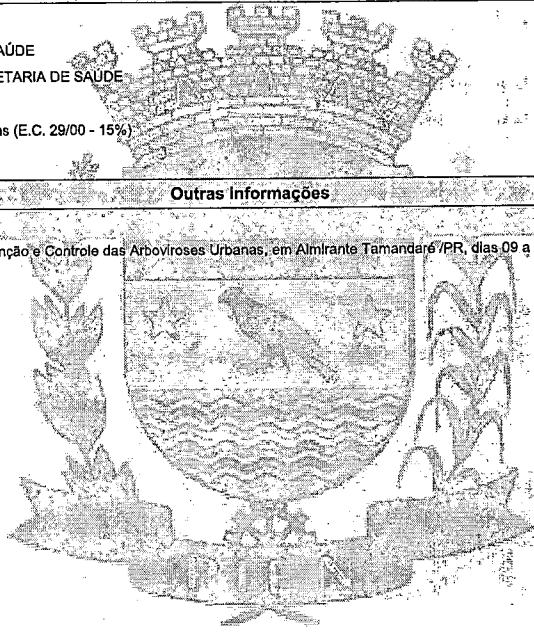 AÚDE
ETARIA DE SAÚDE
as (E.C. 29/00 - 15%)
Outras Informações
nção e Controle das Arboviroses Urbanas, em Almirante Tamandaré /PR, dias 09 a